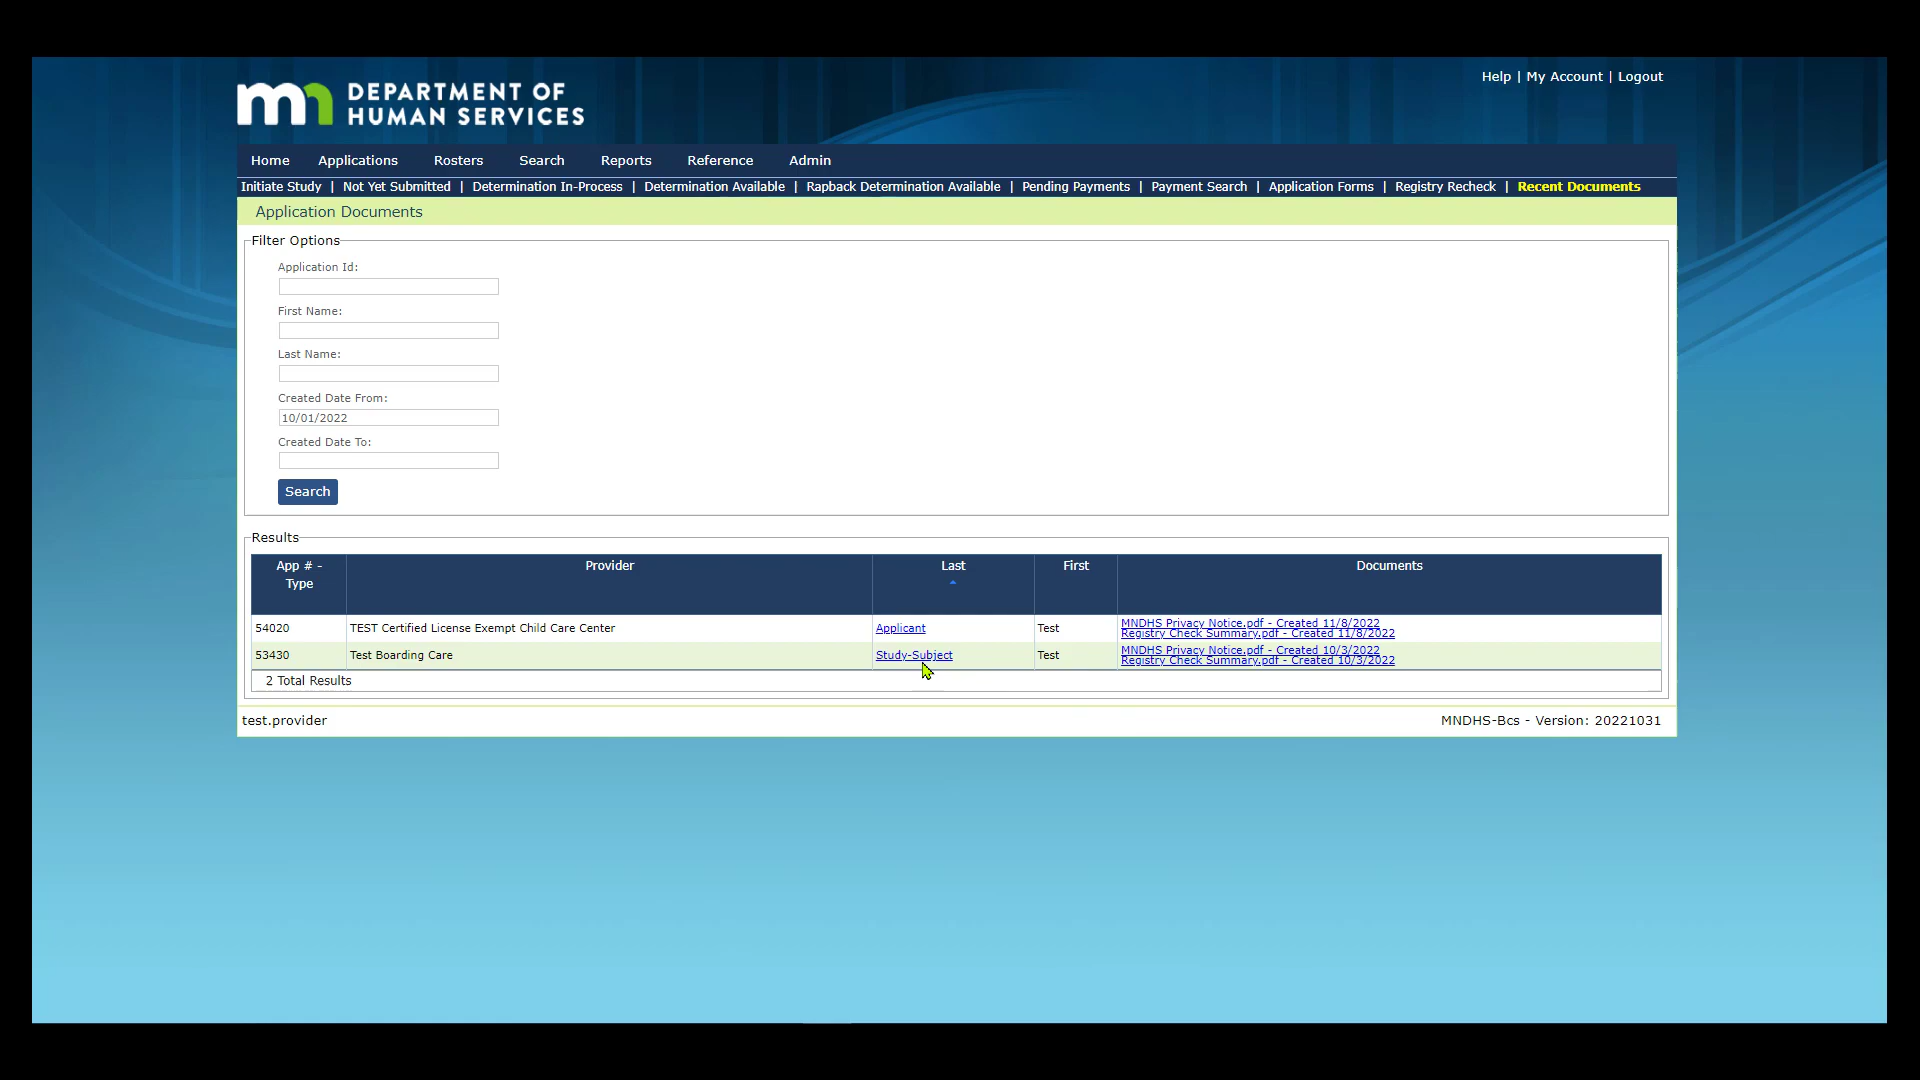 mn DEPARTMENT OF
HUMAN SERVICES
Help | My Account | Logout
Home Applications Rosters Search Reports Reference Admin
Initiate Study | Not Yet Submitted | Determination In-Process | Determination Available | Rapback Determination Available | Pending Payments | Payment Search | Application Forms | Registry Recheck | Recent Documents
Application Documents
Filter Options
Application Id:
First Name:
Last Name:
Created Date From:
10/01/2022
Created Date To:
Search
Results
App # - Provider Last First Documents
Type
54020 TEST Certified License Exempt Child Care Center Applicant Test MNDHS Privacy Notice.pdf - Created 11/8/2022
Registry Check Summary.pdf - Created 11/8/2022
53430 Test Boarding Care Study-Subject Test MNDHS Privacy Notice.pdf - Created 10/3/2022
Registry Check Summary.pdf - Created 10/3/2022
2 Total Results
test.provider MNDHS-Bcs - Version: 20221031